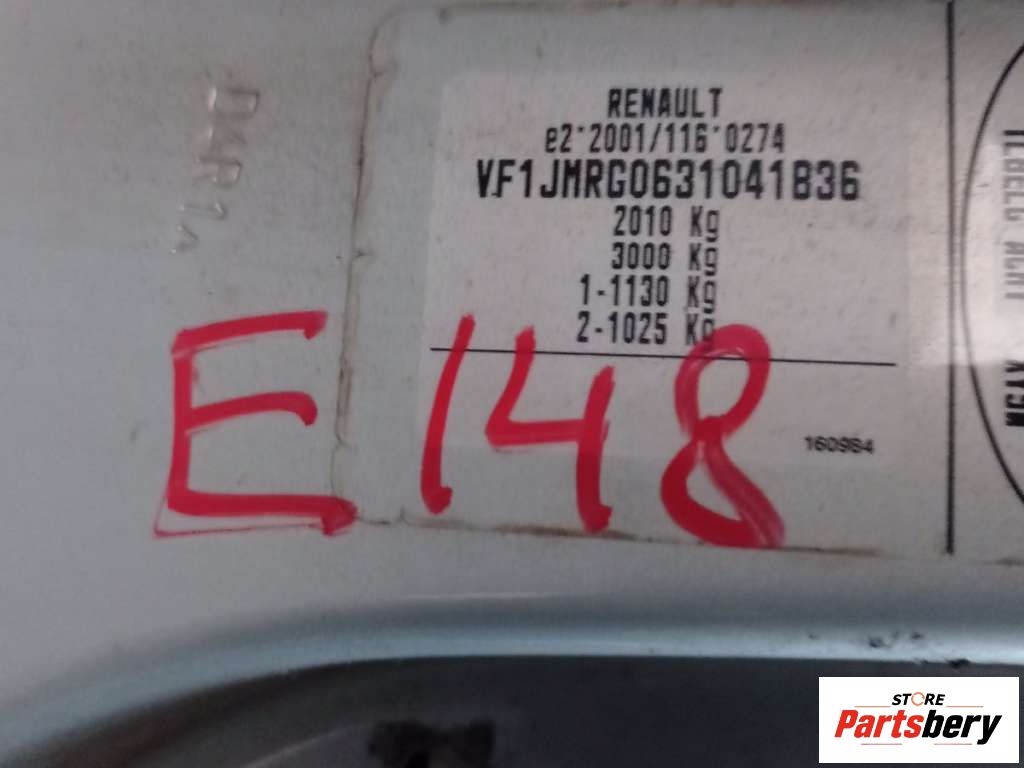 RENAULT
e2*2001/116*0274
VF1JMRG0631041836
2010 Kg
3000 Kg
1-1130 Kg
2-1025 Kg
E 148
160984
STORE
Partsbery